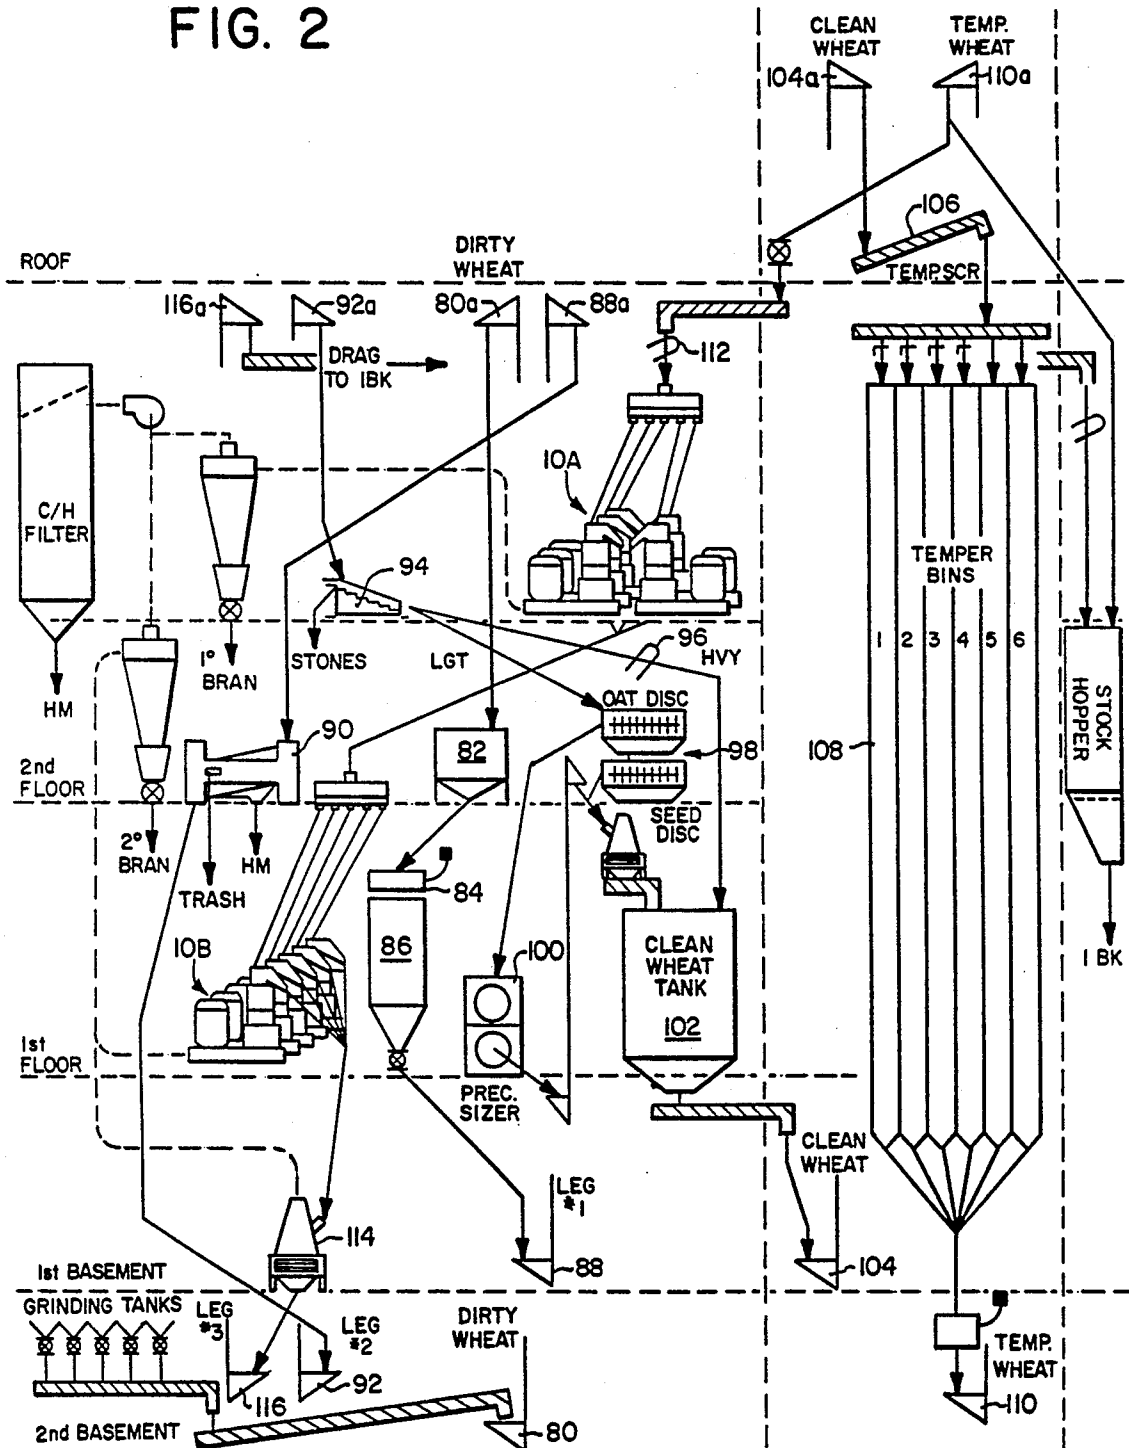 FIG. 2
CLEAN
WHEAT
TEMP.
WHEAT
104a
110a
106
TEMP.SCR
ROOF
DIRTY
WHEAT
116a
92a
80a
88a
DRAG
TO 1BK
112
C/H
FILTER
10A
94
TEMPER
BINS
1 2 3 4 5 6
STONES
LGT
96
HVY
1°
BRAN
HM
OAT DISC
STOCK
HOPPER
90
82
98
108
2nd
FLOOR
SEED
DISC
2°
BRAN
HM
TRASH
84
86
10B
100
CLEAN
WHEAT
TANK
102
1 BK
1st
FLOOR
PREC.
SIZER
CLEAN
WHEAT
LEG
#1
114
88
104
1st BASEMENT
GRINDING TANKS
LEG
#3
LEG
#2
DIRTY
WHEAT
TEMP.
WHEAT
116
92
110
2nd BASEMENT
80